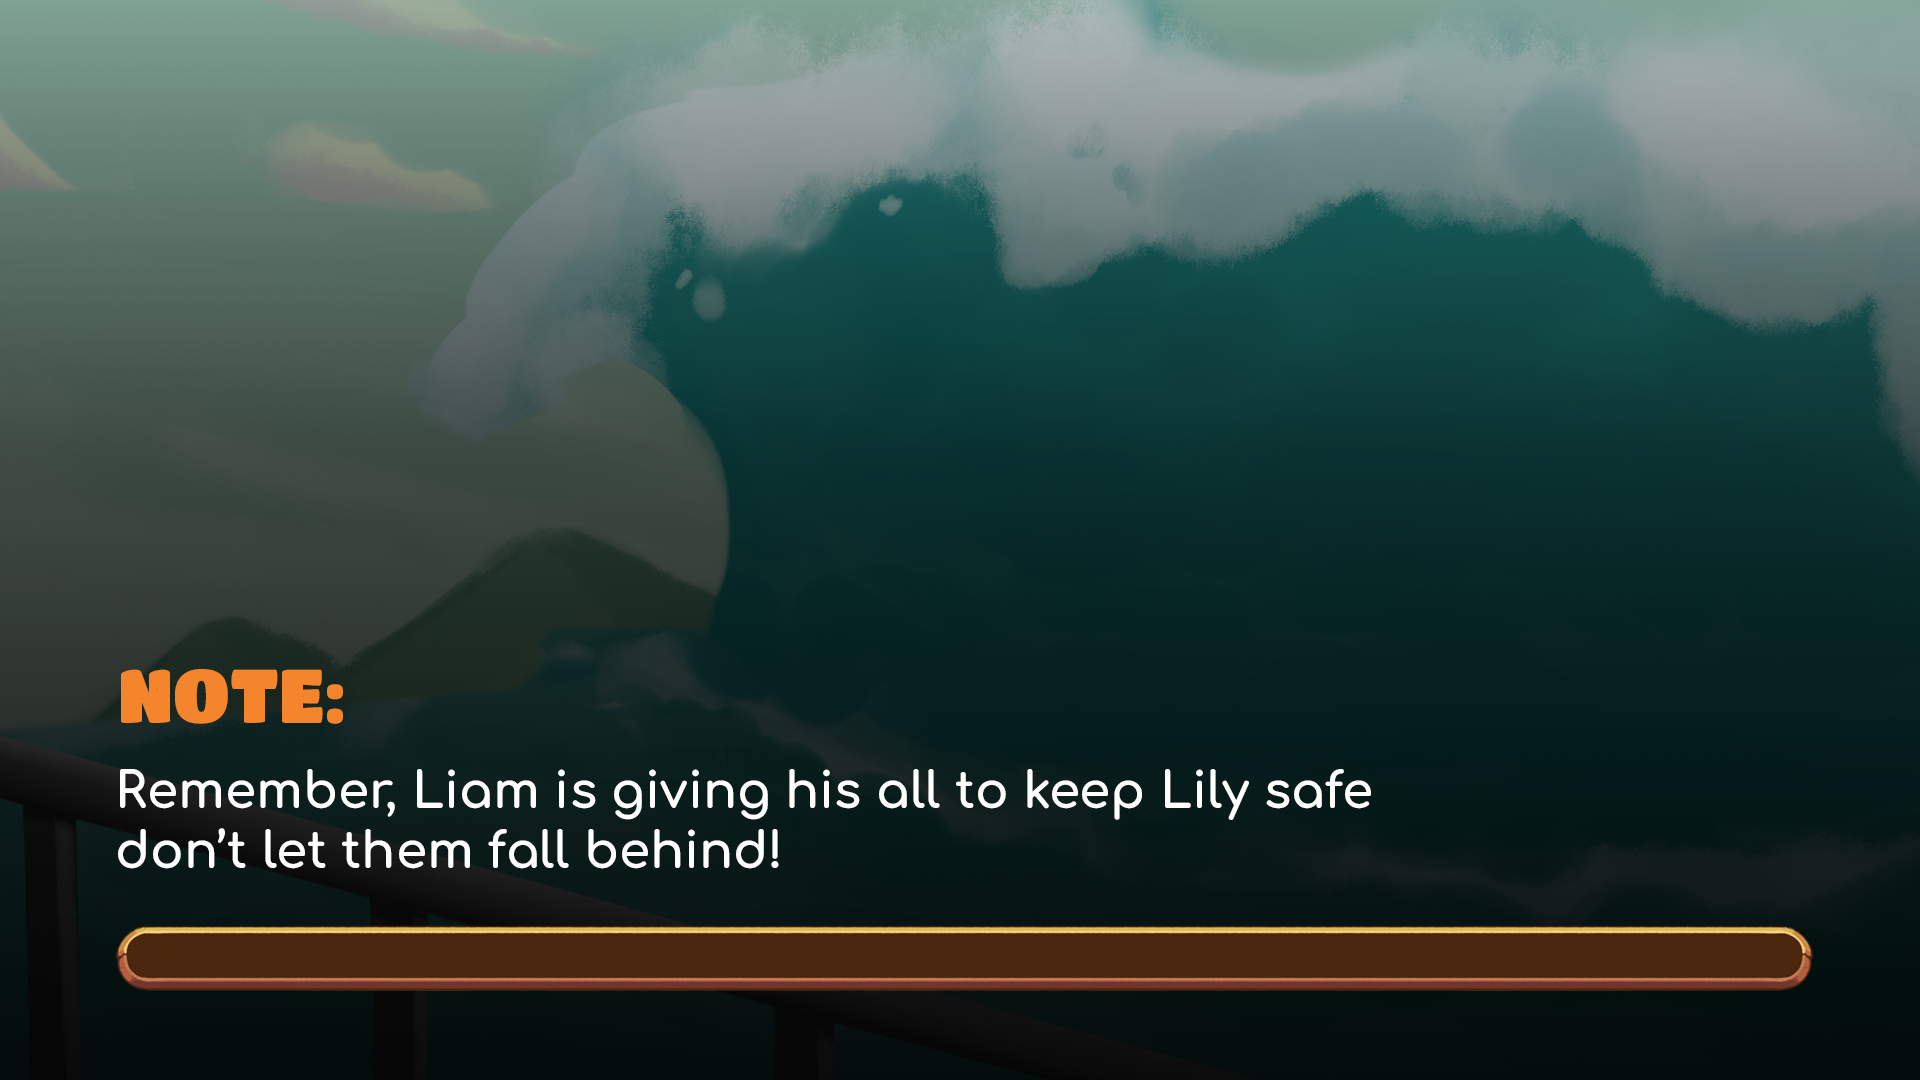 NOTE:
Remember, Liam is giving his all to keep Lily safe
don’t let them fall behind!